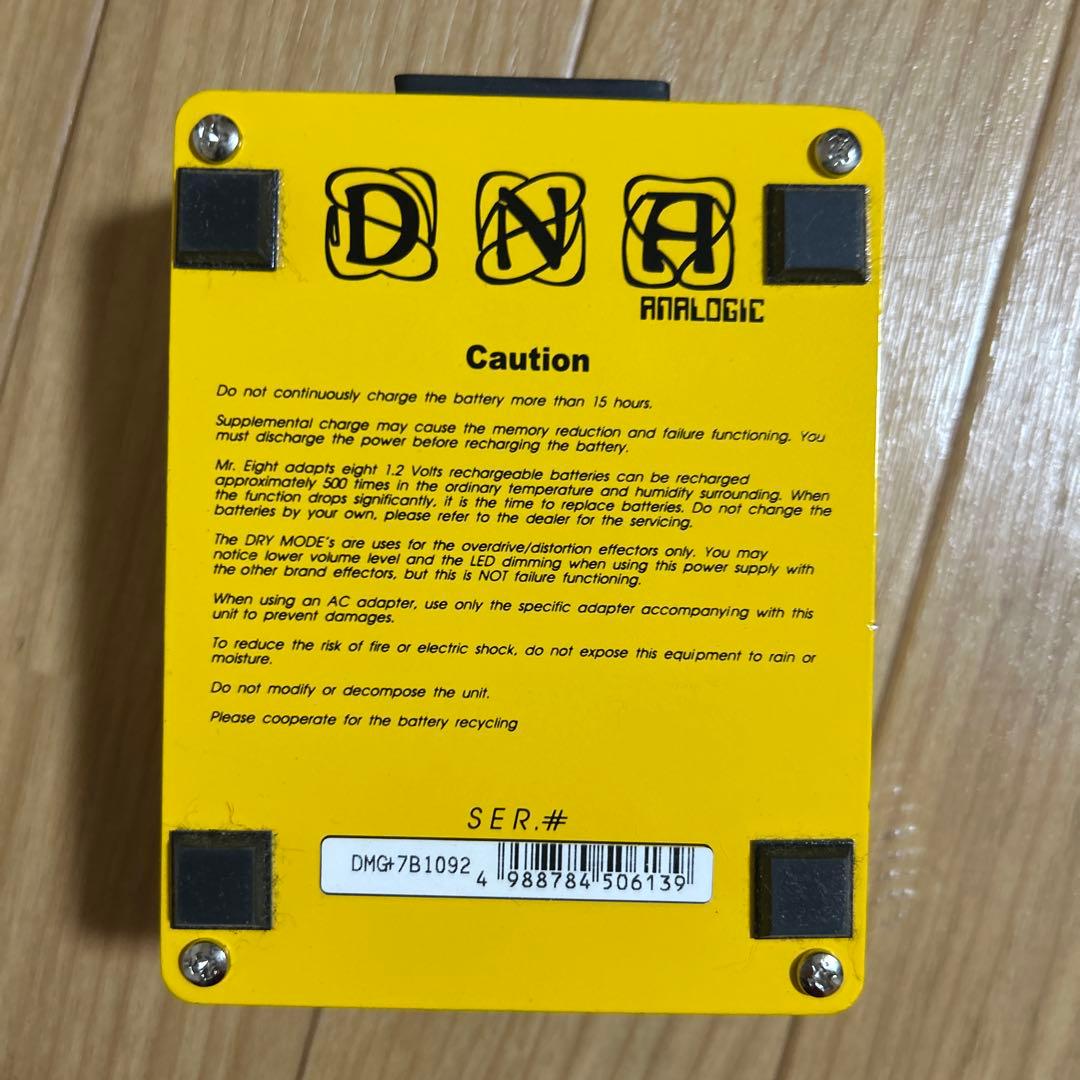 DNA
ANALOGIC
Caution
Do not continuously charge the battery more than 15 hours.
Supplemental charge may cause the memory reduction and failure functioning. You
must discharge the power before recharging the battery.
Mr. Eight adapts eight 1.2 Volts rechargeable batteries can be recharged
approximately 500 times in the ordinary temperature and humidity surrounding. When
the function drops significantly, it is the time to replace batteries. Do not change the
batteries by your own, please refer to the dealer for the servicing.
The DRY MODE's are uses for the overdrive/distortion effectors only. You may
notice lower volume level and the LED dimming when using this power supply with
the other brand effectors, but this is NOT failure functioning.
When using an AC adapter, use only the specific adapter accompanying with this
unit to prevent damages.
To reduce the risk of fire or electric shock, do not expose this equipment to rain or
moisture.
Do not modify or decompose the unit.
Please cooperate for the battery recycling
SER.#
DMG+7B1092 4 988784 506139